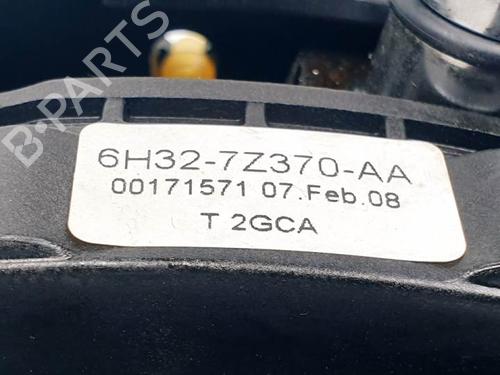 B-PARTS
6H32-7Z370-AA
00171571 07.Feb.08
T 2GCA